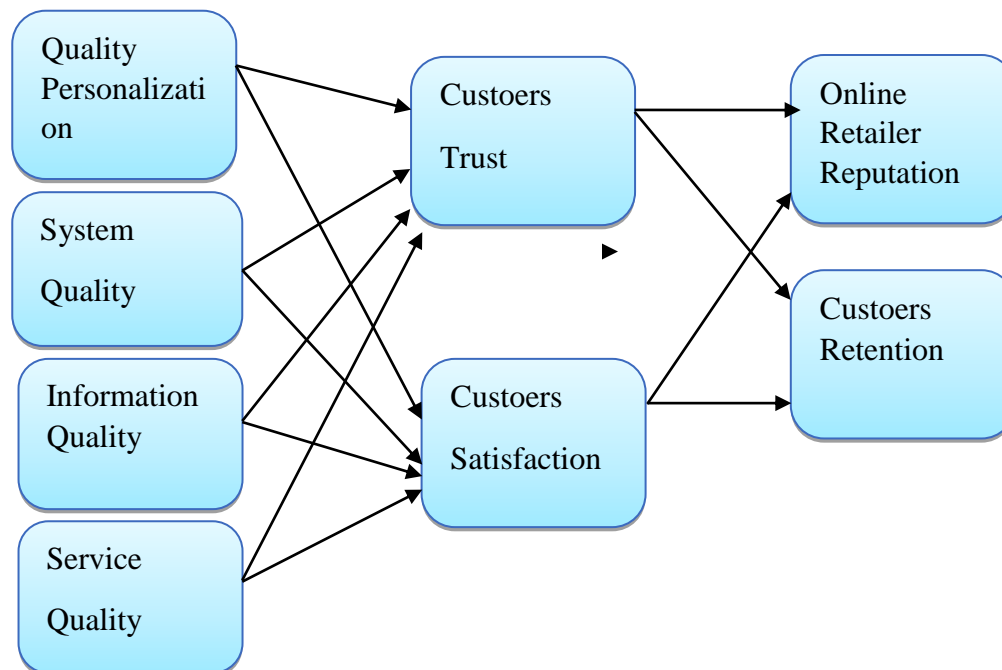 Quality
Personalizati
on
System
Quality
Information
Quality
Service
Quality
Custoers
Trust
Custoers
Satisfaction
Online
Retailer
Reputation
Custoers
Retention